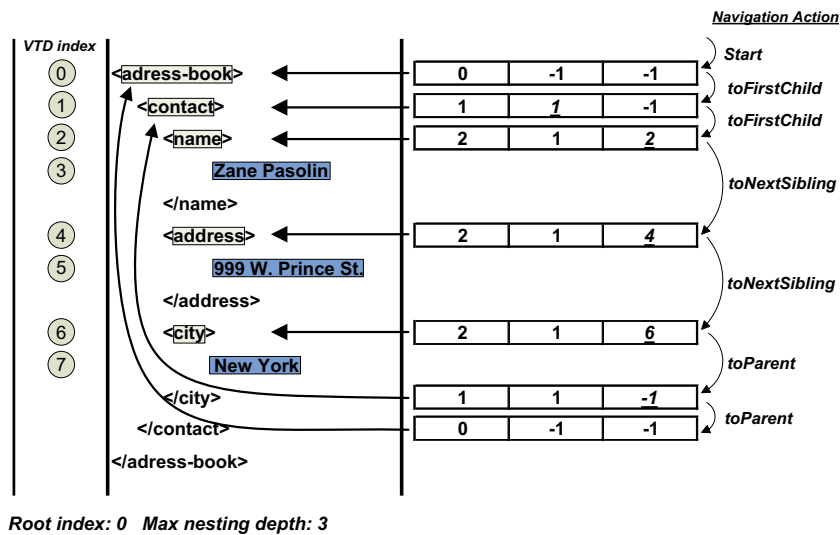 Navigation Action
VTD index
Start
0 <adress-book> 0 -1 -1
toFirstChild
1 <contact> 1 1 -1
toFirstChild
2 <name> 2 1 2
3 Zane Pasolin
toNextSibling
</name>
4 <address> 2 1 4
5 999 W. Prince St.
toNextSibling
</address>
6 <city> 2 1 6
7 New York
toParent
</city> 1 1 -1
toParent
</contact> 0 -1 -1
</adress-book>
Root index: 0 Max nesting depth: 3